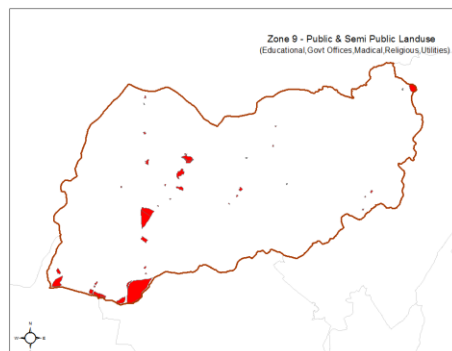 Zone 9 - Public & Semi Public Landuse
(Educational,Govt Offices,Madical,Religious,Utilities)
N
W
E
S